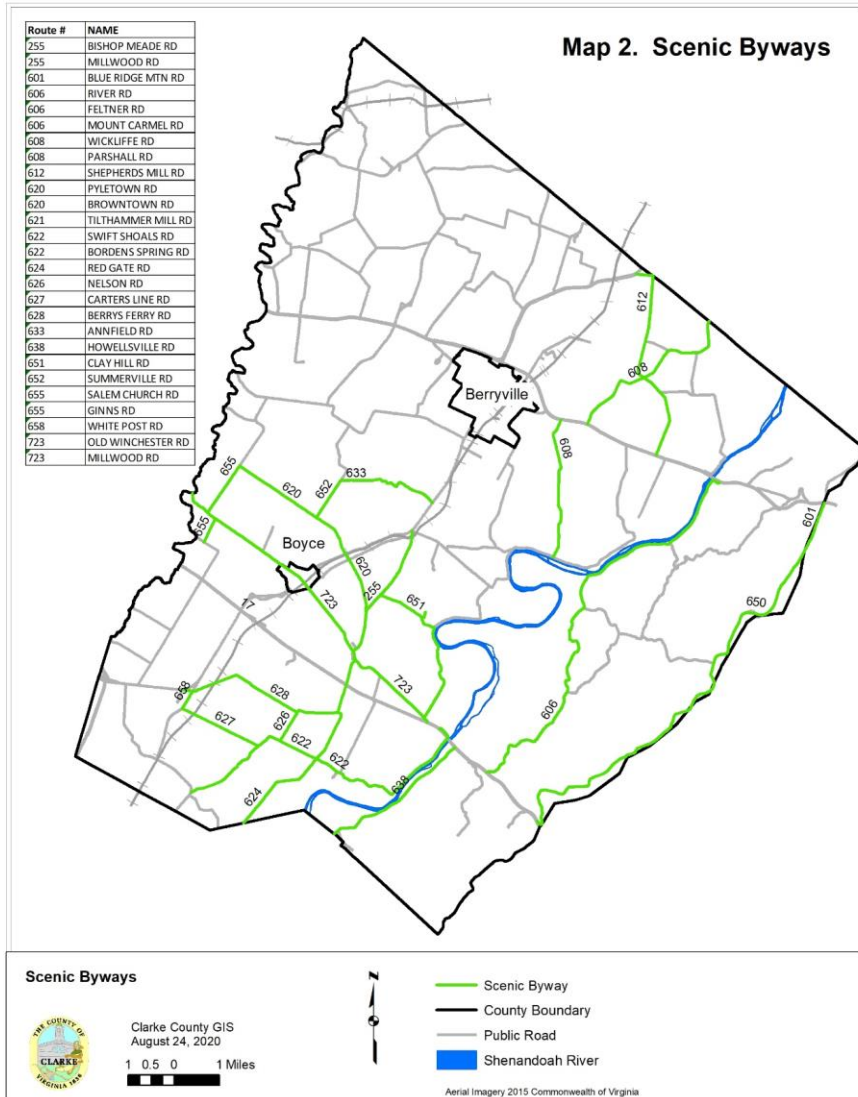 Map 2. Scenic Byways
Route # NAME
255 BISHOP MEADE RD
255 MILLWOOD RD
601 BLUE RIDGE MTN RD
606 RIVER RD
606 FELTNER RD
606 MOUNT CARMEL RD
608 WICKLIFFE RD
608 PARSHALL RD
612 SHEPHERDS MILL RD
620 PYLETOWN RD
620 BROWNTOWN RD
621 TILTHAMMER MILL RD
622 SWIFT SHOALS RD
622 BORDENS SPRING RD
624 RED GATE RD
626 NELSON RD
627 CARTERS LINE RD
628 BERRYS FERRY RD
633 ANNFIELD RD
638 HOWELLSVILLE RD
651 CLAY HILL RD
652 SUMMERVILLE RD
655 SALEM CHURCH RD
655 GINNS RD
658 WHITE POST RD
723 OLD WINCHESTER RD
723 MILLWOOD RD
612
608
Berryville
608
655
633
652
620
601
655
Boyce
620
255
17
723
651
650
658
628
723
606
627
626
622
622
638
624
Scenic Byways
THE COUNTY OF
CLARKE
VIRGINIA 1836
Clarke County GIS
August 24, 2020
1 0.5 0 1 Miles
N
Scenic Byway
County Boundary
Public Road
Shenandoah River
Aerial Imagery 2015 Commonwealth of Virginia